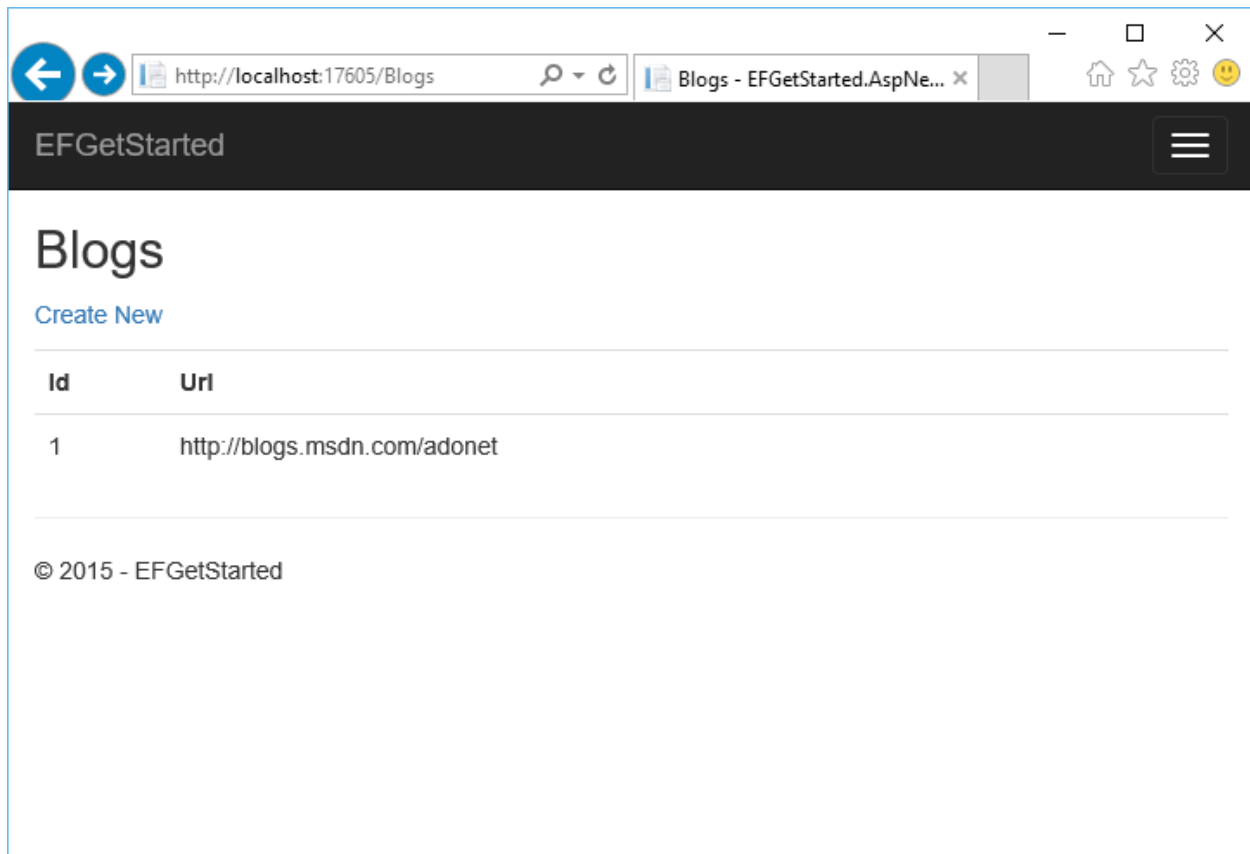 http://localhost:17605/Blogs
Blogs - EFGetStarted.AspNe...
EFGetStarted
Blogs
Create New
Id Url
1 http://blogs.msdn.com/adonet
© 2015 - EFGetStarted